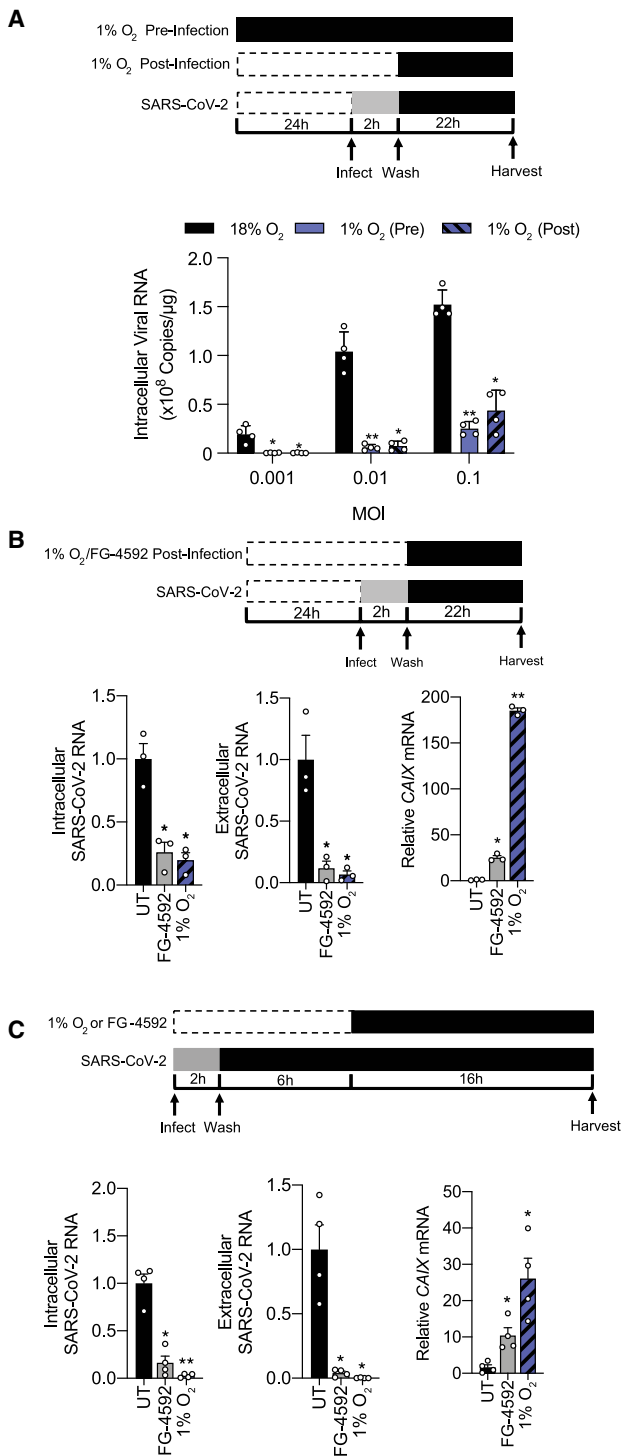 A
1% O₂ Pre-Infection
1% O₂ Post-Infection
SARS-CoV-2
24h 2h 22h
Infect Wash Harvest
18% O₂ 1% O₂ (Pre) 1% O₂ (Post)
Intracellular Viral RNA
(x10⁸ Copies/µg)
2.0
1.5
1.0
0.5
0
* * ** * ** *
0.001 0.01 0.1
MOI
B
1% O₂/FG-4592 Post-Infection
SARS-CoV-2
24h 2h 22h
Infect Wash Harvest
Intracellular
SARS-CoV-2 RNA
1.5
1.0
0.5
0.0
* *
UT FG-4592 1% O₂
Extracellular
SARS-CoV-2 RNA
1.5
1.0
0.5
0.0
* *
UT FG-4592 1% O₂
Relative CAIX mRNA
200
150
100
50
0
* **
UT FG-4592 1% O₂
C
1% O₂ or FG-4592
SARS-CoV-2
2h 6h 16h
Infect Wash Harvest
Intracellular
SARS-CoV-2 RNA
2.0
1.5
1.0
0.5
0.0
* **
UT FG-4592 1% O₂
Extracellular
SARS-CoV-2 RNA
1.5
1.0
0.5
0.0
* *
UT FG-4592 1% O₂
Relative CAIX mRNA
50
40
30
20
10
0
* *
UT FG-4592 1% O₂